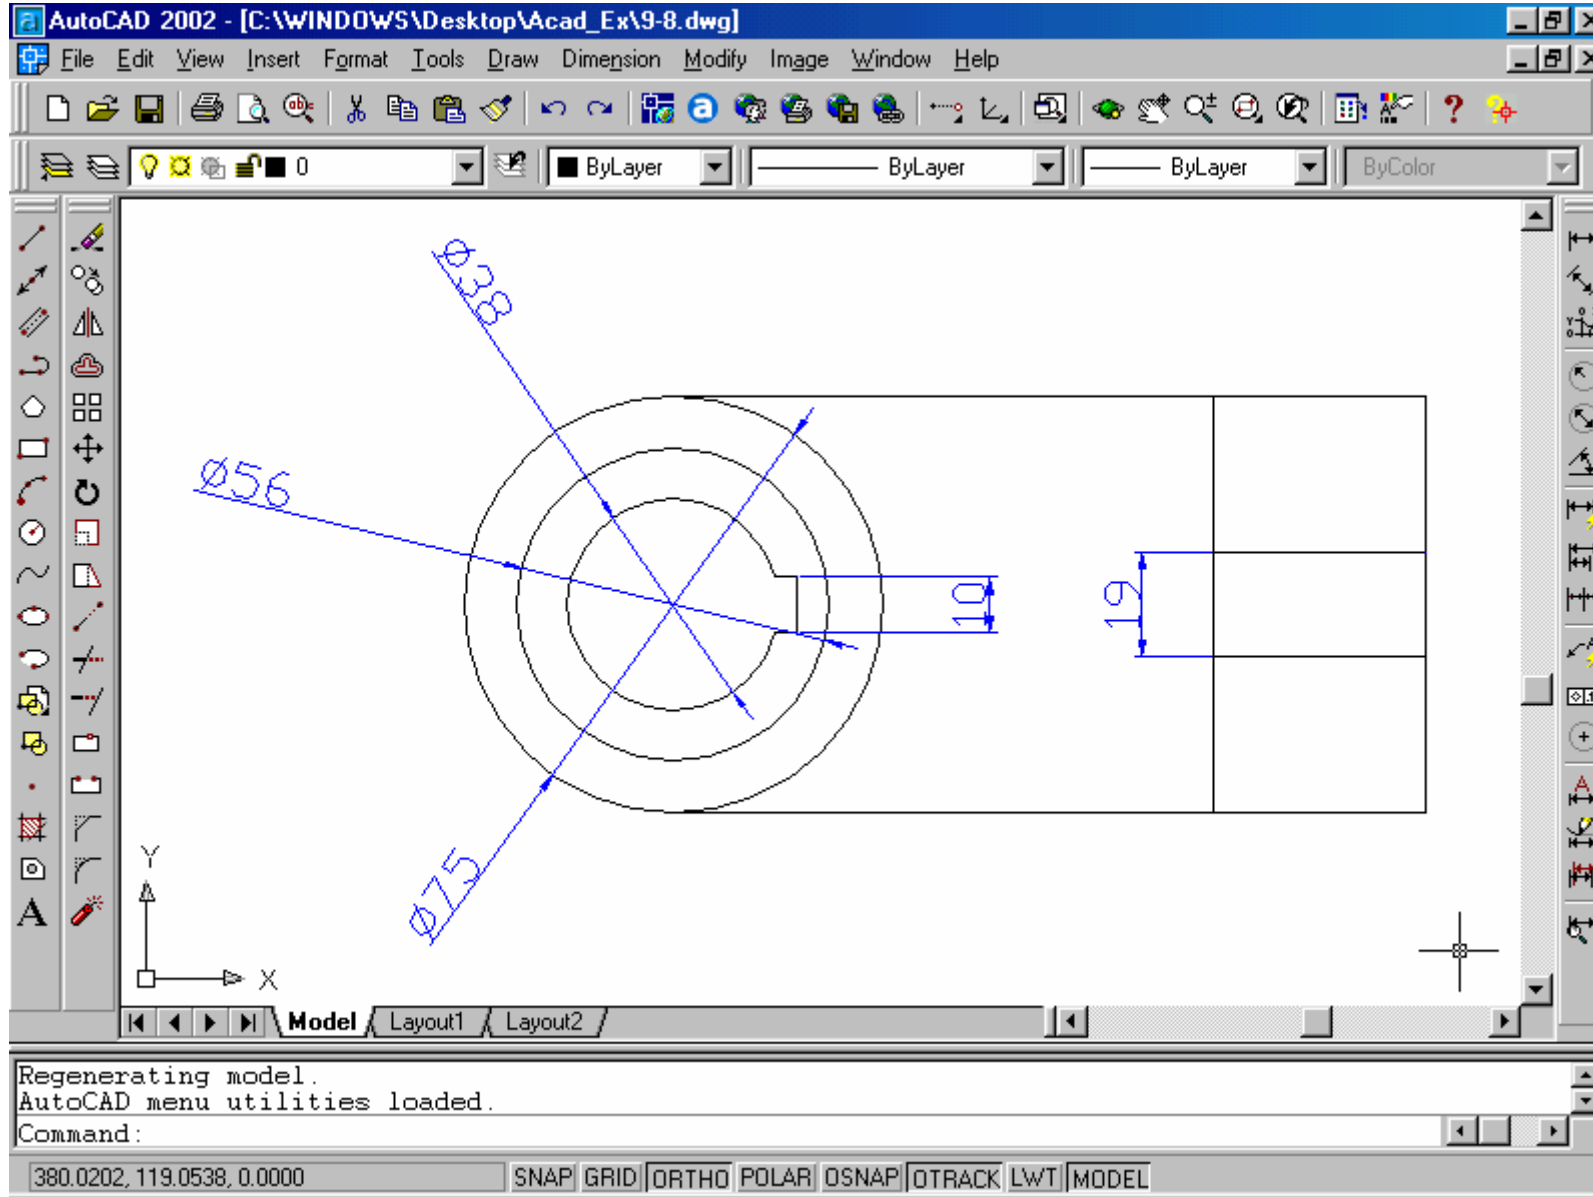 AutoCAD 2002 - [C:\WINDOWS\Desktop\Acad_Ex\9-8.dwg]
File Edit View Insert Format Tools Draw Dimension Modify Image Window Help
0 ByLayer ByLayer ByLayer ByColor
Ø38
Ø56
10
19
Ø75
Y
X
A
Model Layout1 Layout2
Regenerating model.
AutoCAD menu utilities loaded.
Command:
380.0202, 119.0538, 0.0000 SNAP GRID ORTHO POLAR OSNAP OTRACK LWT MODEL